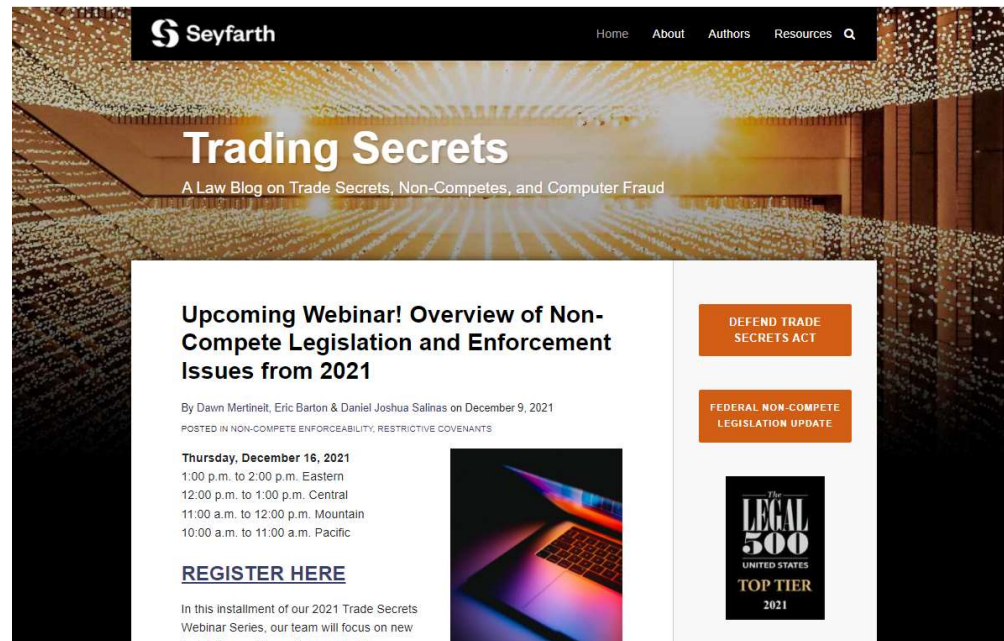 Seyfarth
Home About Authors Resources
Trading Secrets
A Law Blog on Trade Secrets, Non-Competes, and Computer Fraud
Upcoming Webinar! Overview of Non-
Compete Legislation and Enforcement
Issues from 2021
By Dawn Mertineit, Eric Barton & Daniel Joshua Salinas on December 9, 2021
POSTED IN NON-COMPETE ENFORCEABILITY, RESTRICTIVE COVENANTS
Thursday, December 16, 2021
1:00 p.m. to 2:00 p.m. Eastern
12:00 p.m. to 1:00 p.m. Central
11:00 a.m. to 12:00 p.m. Mountain
10:00 a.m. to 11:00 a.m. Pacific
REGISTER HERE
In this installment of our 2021 Trade Secrets
Webinar Series, our team will focus on new
DEFEND TRADE
SECRETS ACT
FEDERAL NON-COMPETE
LEGISLATION UPDATE
The
LEGAL
500
UNITED STATES
TOP TIER
2021